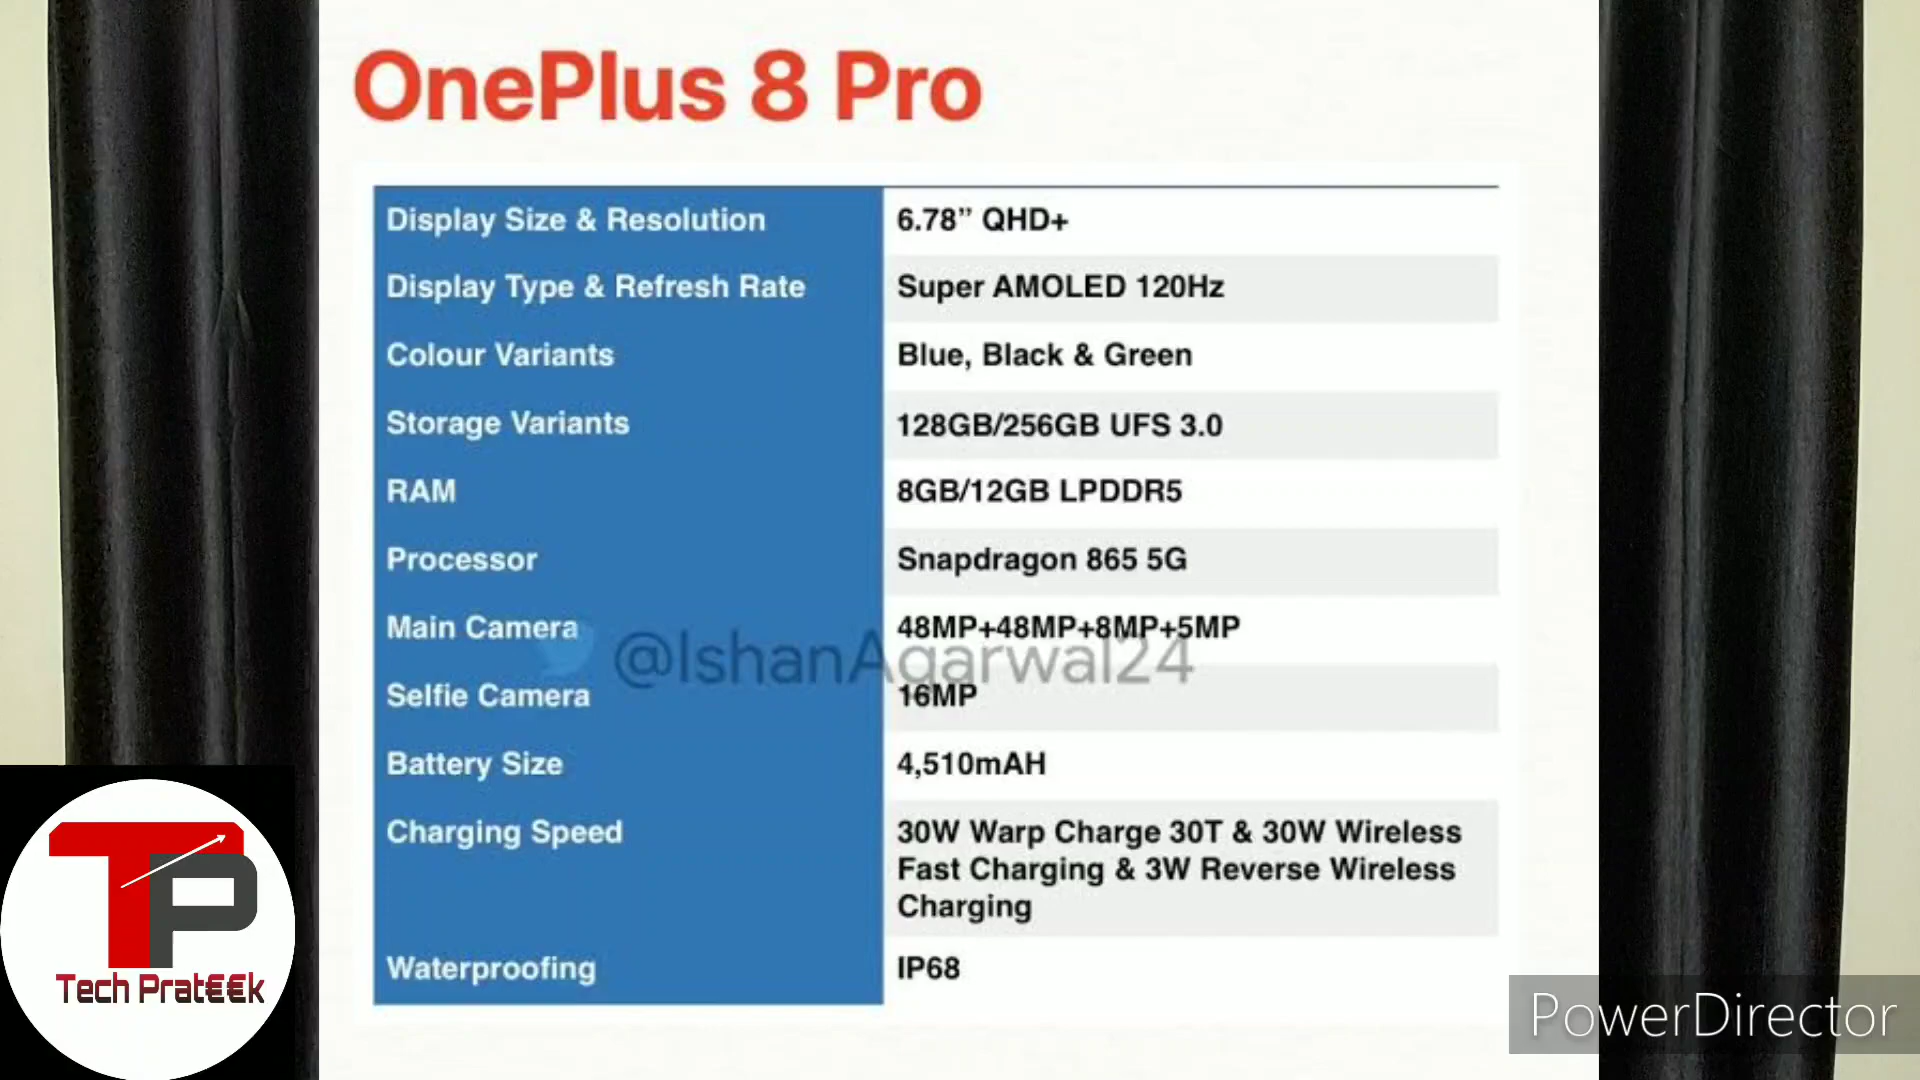 OnePlus 8 Pro
Display Size & Resolution 6.78” QHD+
Display Type & Refresh Rate Super AMOLED 120Hz
Colour Variants Blue, Black & Green
Storage Variants 128GB/256GB UFS 3.0
RAM 8GB/12GB LPDDR5
Processor Snapdragon 865 5G
Main Camera 48MP+48MP+8MP+5MP
@IshanAgarwal24
Selfie Camera 16MP
Battery Size 4,510mAH
Charging Speed 30W Warp Charge 30T & 30W Wireless
Fast Charging & 3W Reverse Wireless
Charging
Waterproofing IP68
TP
Tech Prat€€k
PowerDirector